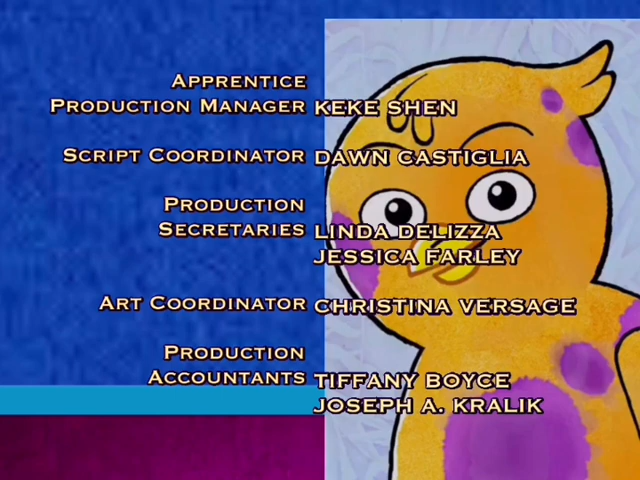 APPRENTICE
PRODUCTION MANAGER KEKE SHEN
SCRIPT COORDINATOR DAWN CASTIGLIA
PRODUCTION
SECRETARIES LINDA DELIZZA
JESSICA FARLEY
ART COORDINATOR CHRISTINA VERSAGE
PRODUCTION
ACCOUNTANTS TIFFANY BOYCE
JOSEPH A. KRALIK